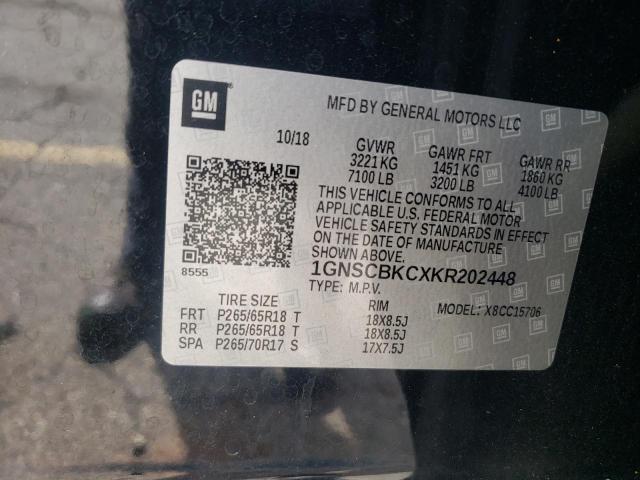 GM
MFD BY GENERAL MOTORS LLC
10/18 GVWR GAWR FRT GAWR RR
3221 KG 1451 KG 1860 KG
7100 LB 3200 LB 4100 LB
THIS VEHICLE CONFORMS TO ALL
APPLICABLE U.S. FEDERAL MOTOR
VEHICLE SAFETY STANDARDS IN EFFECT
ON THE DATE OF MANUFACTURE
SHOWN ABOVE.
8555
1GNSCBKCXKR202448
TYPE: M.P.V.
TIRE SIZE RIM MODEL: X8CC15706
FRT P265/65R18 T 18X8.5J
RR P265/65R18 T 18X8.5J
SPA P265/70R17 S 17X7.5J